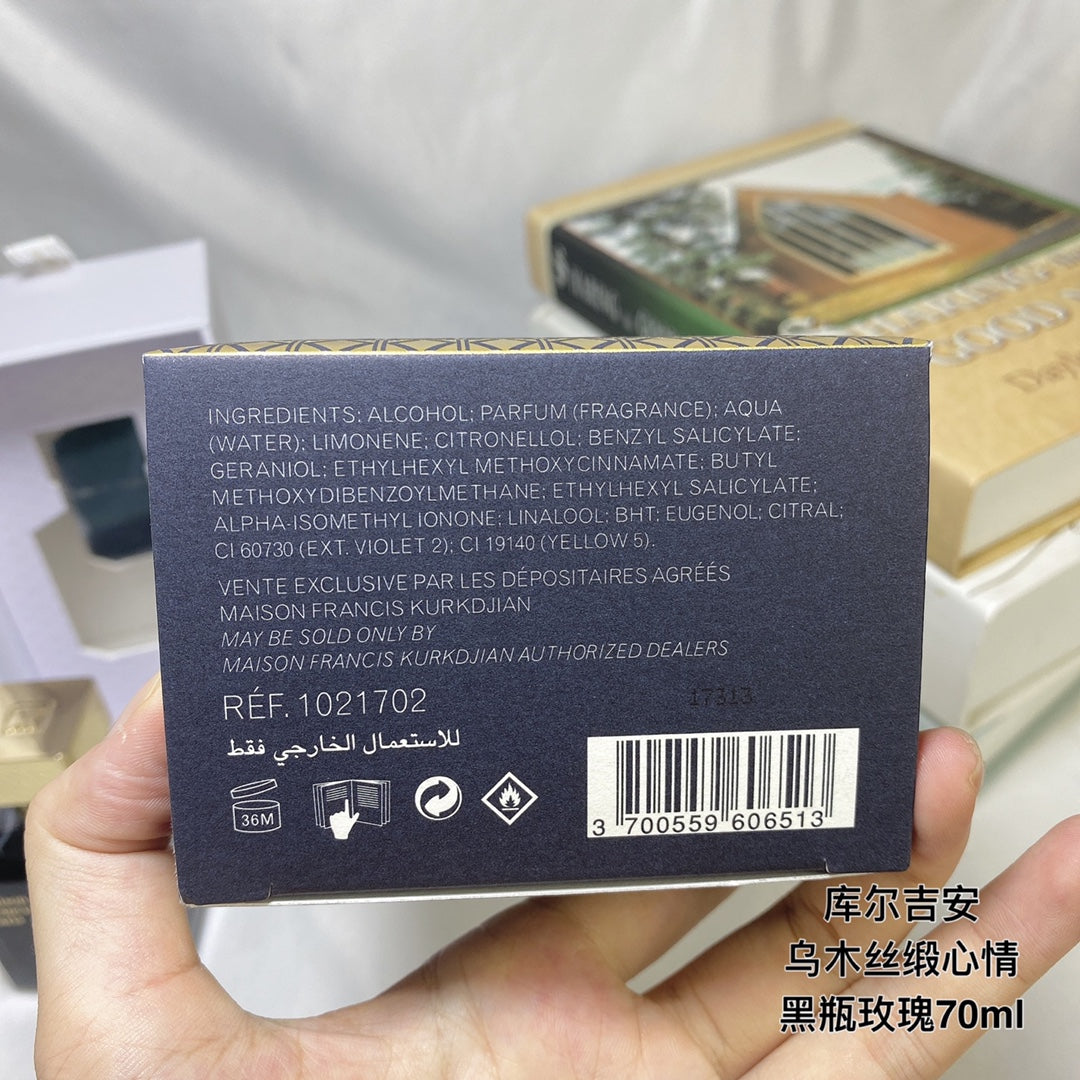 INGREDIENTS: ALCOHOL; PARFUM (FRAGRANCE); AQUA
(WATER); LIMONENE; CITRONELLOL; BENZYL SALICYLATE;
GERANIOL; ETHYLHEXYL METHOXYCINNAMATE; BUTYL
METHOXYDIBENZOYLMETHANE; ETHYLHEXYL SALICYLATE;
ALPHA-ISOMETHYL IONONE; LINALOOL; BHT; EUGENOL; CITRAL;
CI 60730 (EXT. VIOLET 2); CI 19140 (YELLOW 5).
VENTE EXCLUSIVE PAR LES DÉPOSITAIRES AGRÉÉS
MAISON FRANCIS KURKDJIAN
MAY BE SOLD ONLY BY
MAISON FRANCIS KURKDJIAN AUTHORIZED DEALERS
RÉF. 1021702
17313
للاستعمال الخارجي فقط
36M
3 700559 606513
GOOD
库尔吉安
乌木丝缎心情
黑瓶玫瑰70ml